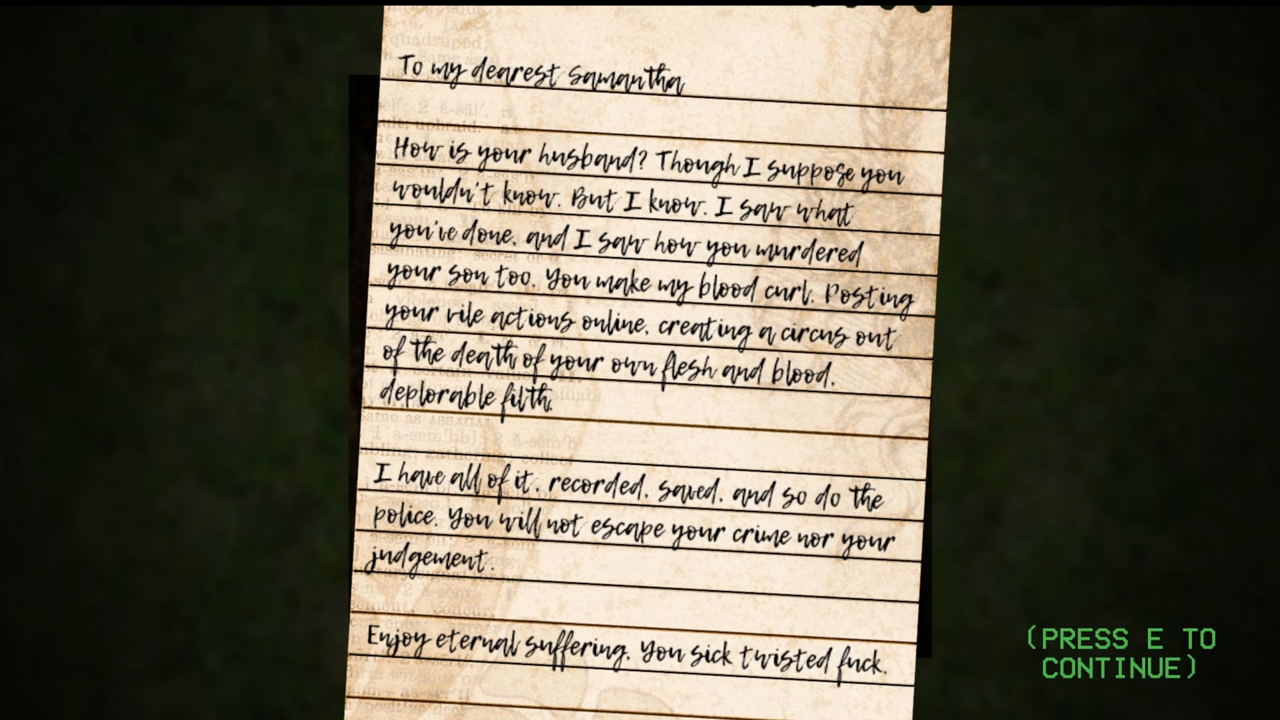 To my dearest Samantha
How is your husband? Though I suppose you
wouldn't know. But I know. I saw what
you've done, and I saw how you murdered
your son too. You make my blood curl. Posting
your vile actions online, creating a circus out
of the death of your own flesh and blood,
deplorable filth.
I have all of it, recorded, saved, and so do the
police. You will not escape your crime nor your
judgement.
Enjoy eternal suffering. You sick twisted fuck.
(PRESS E TO
CONTINUE)